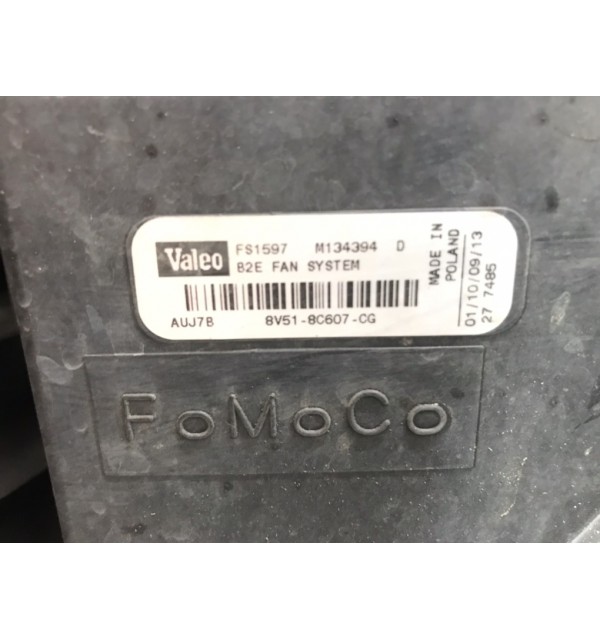 Valeo FS1597 M134394 D
B2E FAN SYSTEM
AUJ7B 8V51-8C607-CG
MADE IN
POLAND
01/10/09/13
27 7485
FoMoCo